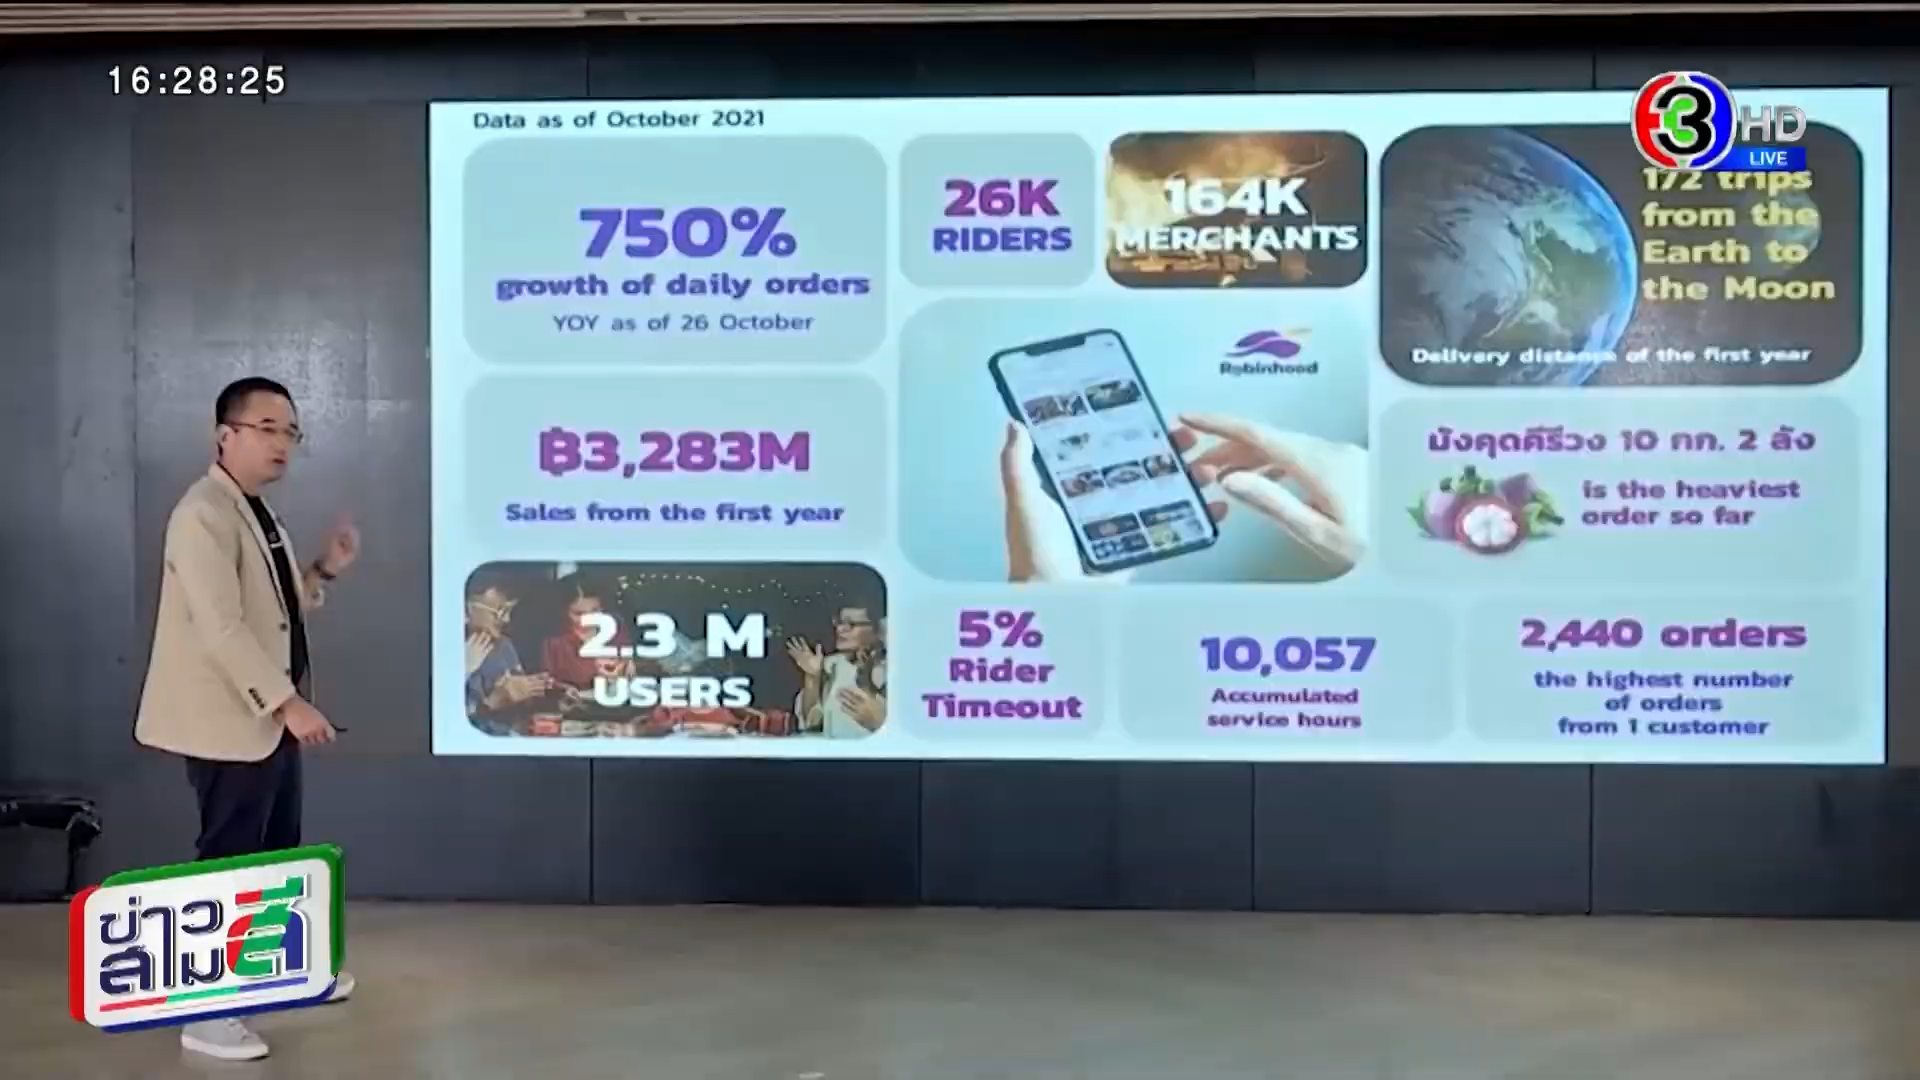 16:28:25
3 HD
LIVE
Data as of October 2021
750%
growth of daily orders
YOY as of 26 October
26K
RIDERS
164K
MERCHANTS
172 trips
from the
Earth to
the Moon
Delivery distance of the first year
฿3,283M
Sales from the first year
Robinhood
มังคุดคีรีวง 10 กก. 2 ลัง
is the heaviest
order so far
2.3 M
USERS
5%
Rider
Timeout
10,057
Accumulated
service hours
2,440 orders
the highest number
of orders
from 1 customer
ข่าว
สามสี